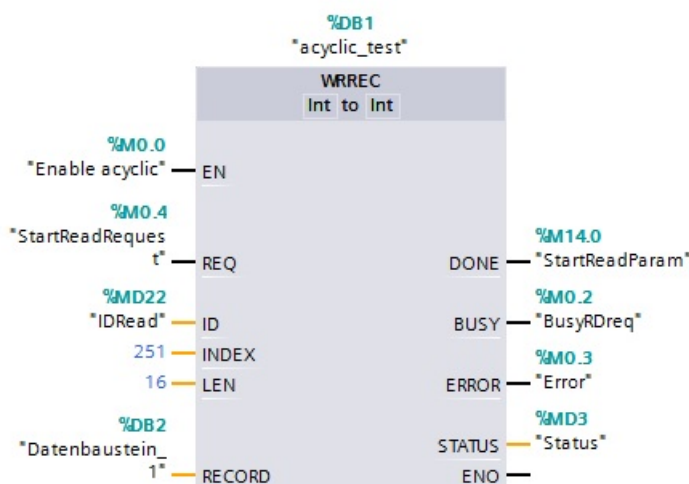 %DB1
"acyclic_test"
WRREC
Int to Int
%M0.0
"Enable acyclic"
EN
%M0.4
"StartReadReques
t"
REQ
DONE
%M14.0
"StartReadParam"
%MD22
"IDRead"
ID
BUSY
%M0.2
"BusyRDreq"
251
INDEX
16
LEN
ERROR
%M0.3
"Error"
%DB2
"Datenbaustein_
1"
RECORD
STATUS
%MD3
"Status"
ENO